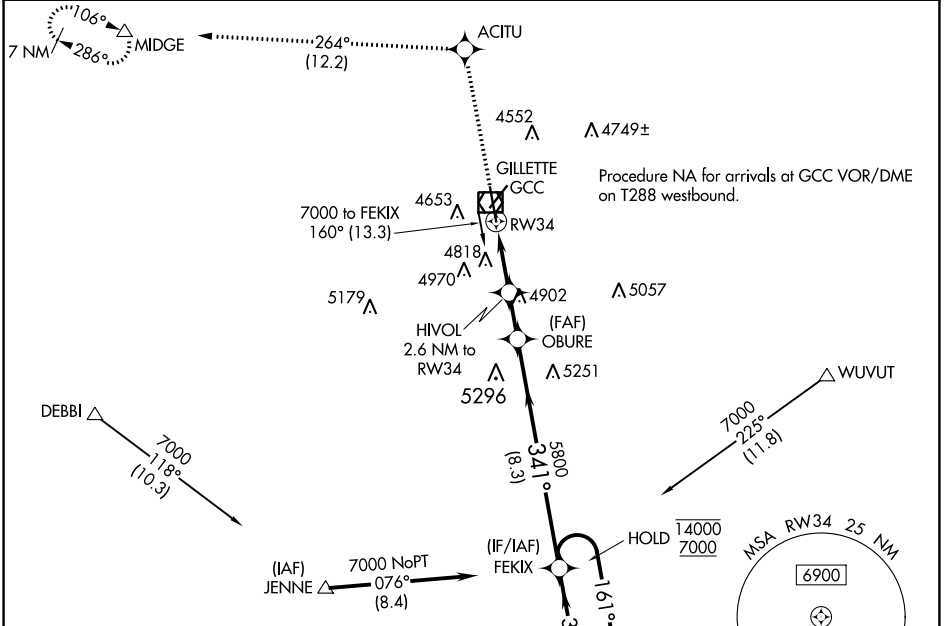 106°
MIDGE
7 NM
286°
264°
(12.2)
ACITU
4552
4749±
GILLETTE
GCC
Procedure NA for arrivals at GCC VOR/DME
on T288 westbound.
4653
7000 to FEKIX
160° (13.3)
RW34
4818
4970
5179
4902
5057
HIVOL
2.6 NM to
RW34
(FAF)
OBURE
5296
5251
WUVUT
DEBBI
7000
118°
(10.3)
7000
225°
(11.8)
5800
341°
(8.3)
HOLD
14000
7000
(IF/IAF)
FEKIX
(IAF)
JENNE
7000 NoPT
076°
(8.4)
161°
MSA RW34 25 NM
6900